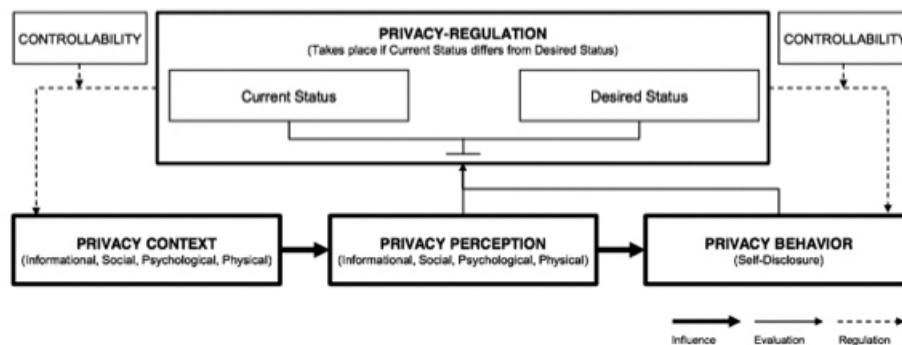 CONTROLLABILITY
PRIVACY-REGULATION
(Takes place if Current Status differs from Desired Status)
CONTROLLABILITY
Current Status
Desired Status
PRIVACY CONTEXT
(Informational, Social, Psychological, Physical)
PRIVACY PERCEPTION
(Informational, Social, Psychological, Physical)
PRIVACY BEHAVIOR
(Self-Disclosure)
Influence
Evaluation
Regulation